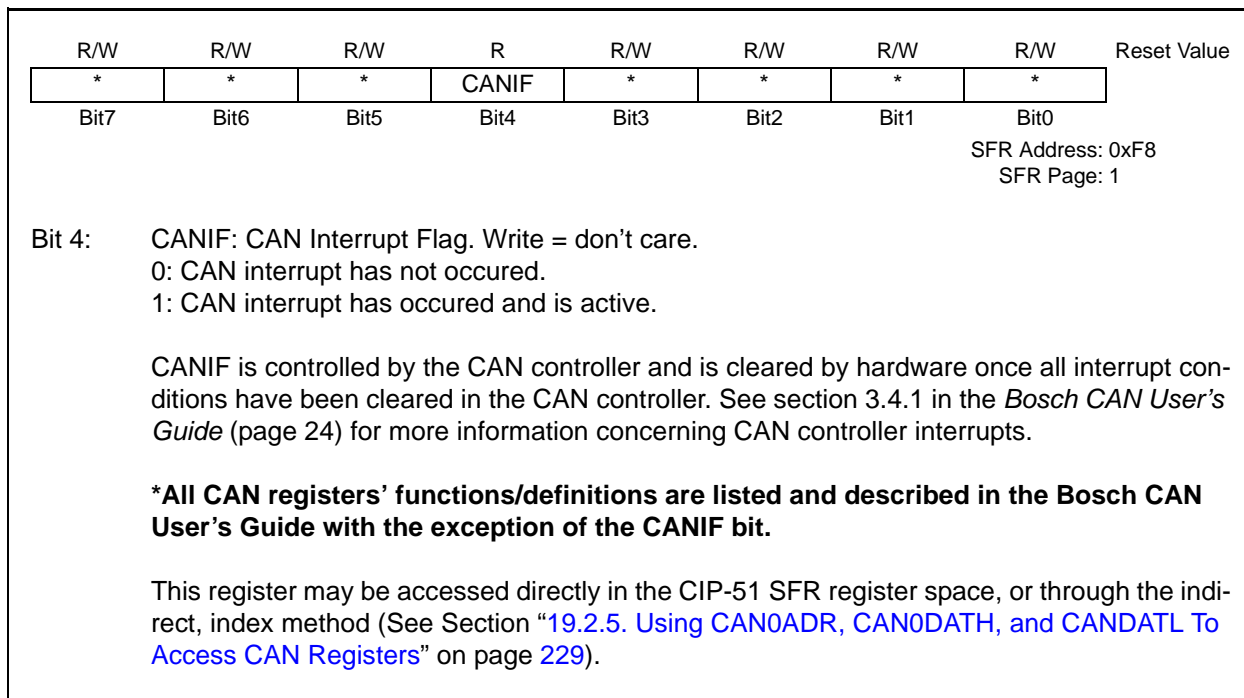 R/W R/W R/W R R/W R/W R/W R/W Reset Value
* * * CANIF * * * *
Bit7 Bit6 Bit5 Bit4 Bit3 Bit2 Bit1 Bit0
SFR Address: 0xF8
SFR Page: 1
Bit 4: CANIF: CAN Interrupt Flag. Write = don't care.
0: CAN interrupt has not occured.
1: CAN interrupt has occured and is active.
CANIF is controlled by the CAN controller and is cleared by hardware once all interrupt con-
ditions have been cleared in the CAN controller. See section 3.4.1 in the Bosch CAN User's
Guide (page 24) for more information concerning CAN controller interrupts.
*All CAN registers’ functions/definitions are listed and described in the Bosch CAN
User’s Guide with the exception of the CANIF bit.
This register may be accessed directly in the CIP-51 SFR register space, or through the indi-
rect, index method (See Section “19.2.5. Using CAN0ADR, CAN0DATH, and CANDATL To
Access CAN Registers” on page 229).